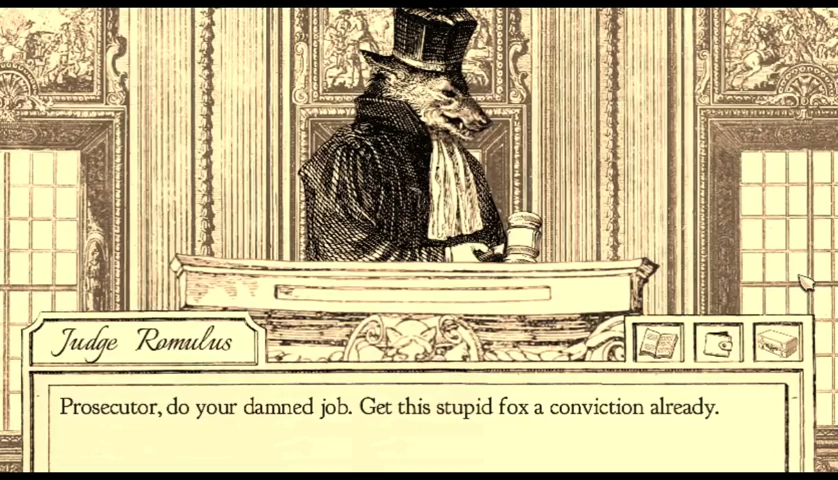 Judge Romulus
Prosecutor, do your damned job. Get this stupid fox a conviction already.